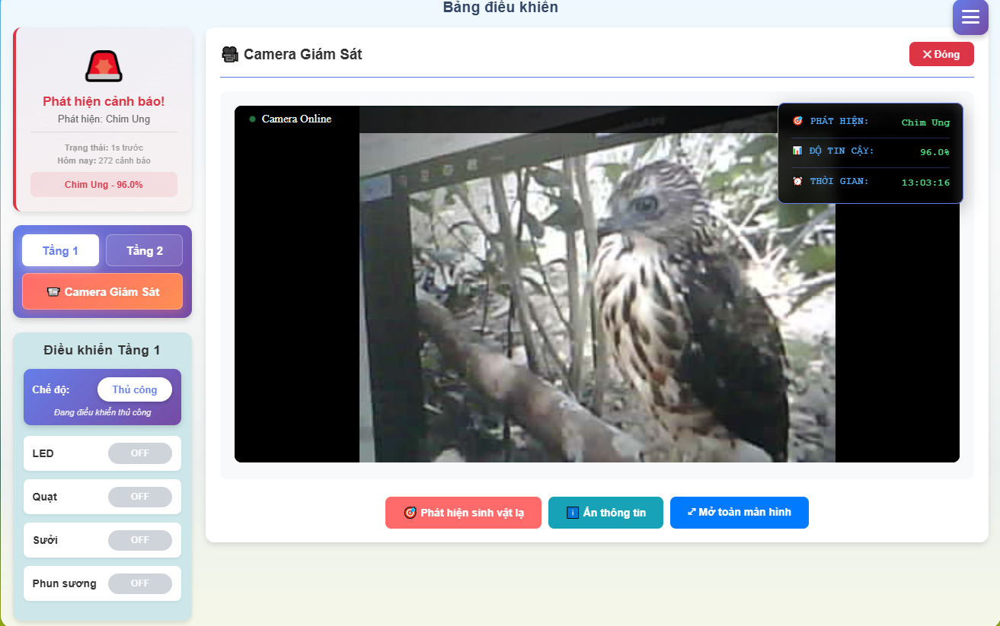 Bảng điều khiển
Phát hiện cảnh báo!
Phát hiện: Chim Ưng
Trạng thái: 1s trước
Hôm nay: 272 cảnh báo
Chim Ưng - 96.0%
Tầng 1
Tầng 2
Camera Giám Sát
Điều khiển Tầng 1
Chế độ:
Thủ công
Đang điều khiển thủ công
LED
OFF
Quạt
OFF
Sưởi
OFF
Phun sương
OFF
Camera Giám Sát
Đóng
Camera Online
PHÁT HIỆN:
Chim Ưng
ĐỘ TIN CẬY:
96.0%
THỜI GIAN:
13:03:16
Phát hiện sinh vật lạ
Ẩn thông tin
Mở toàn màn hình